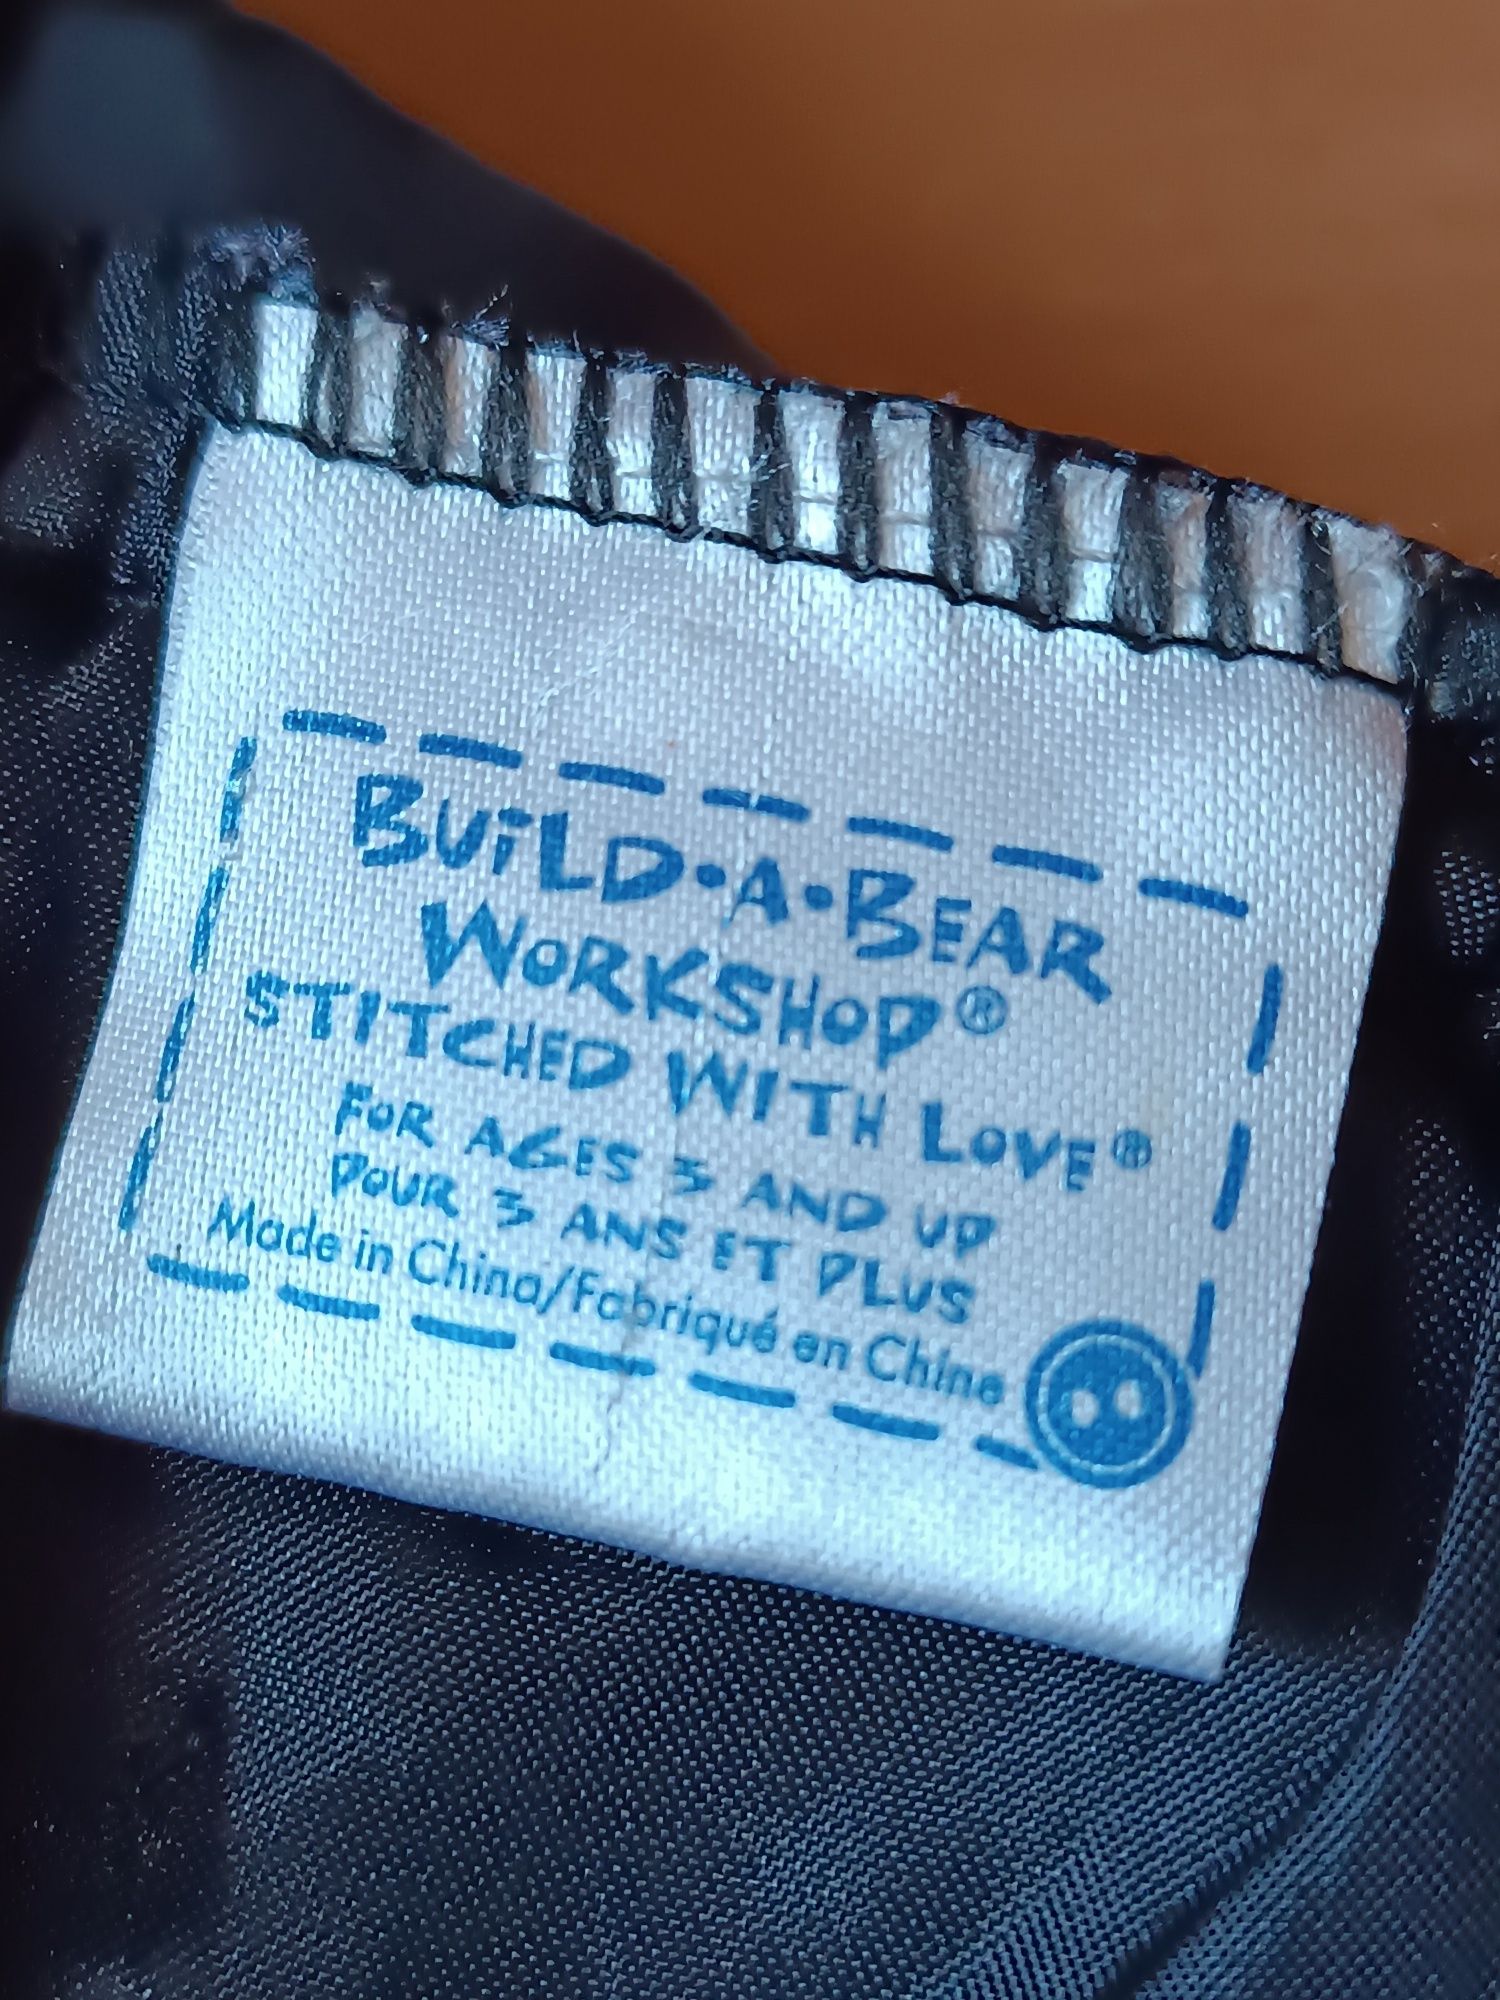 BUiLD•A•BEAR
WORKSHOP®
STITCHED WITH LOVE®
FOR AGES 3 AND UP
POUR 3 ANS ET PLUS
Made in China/Fabriqué en Chine